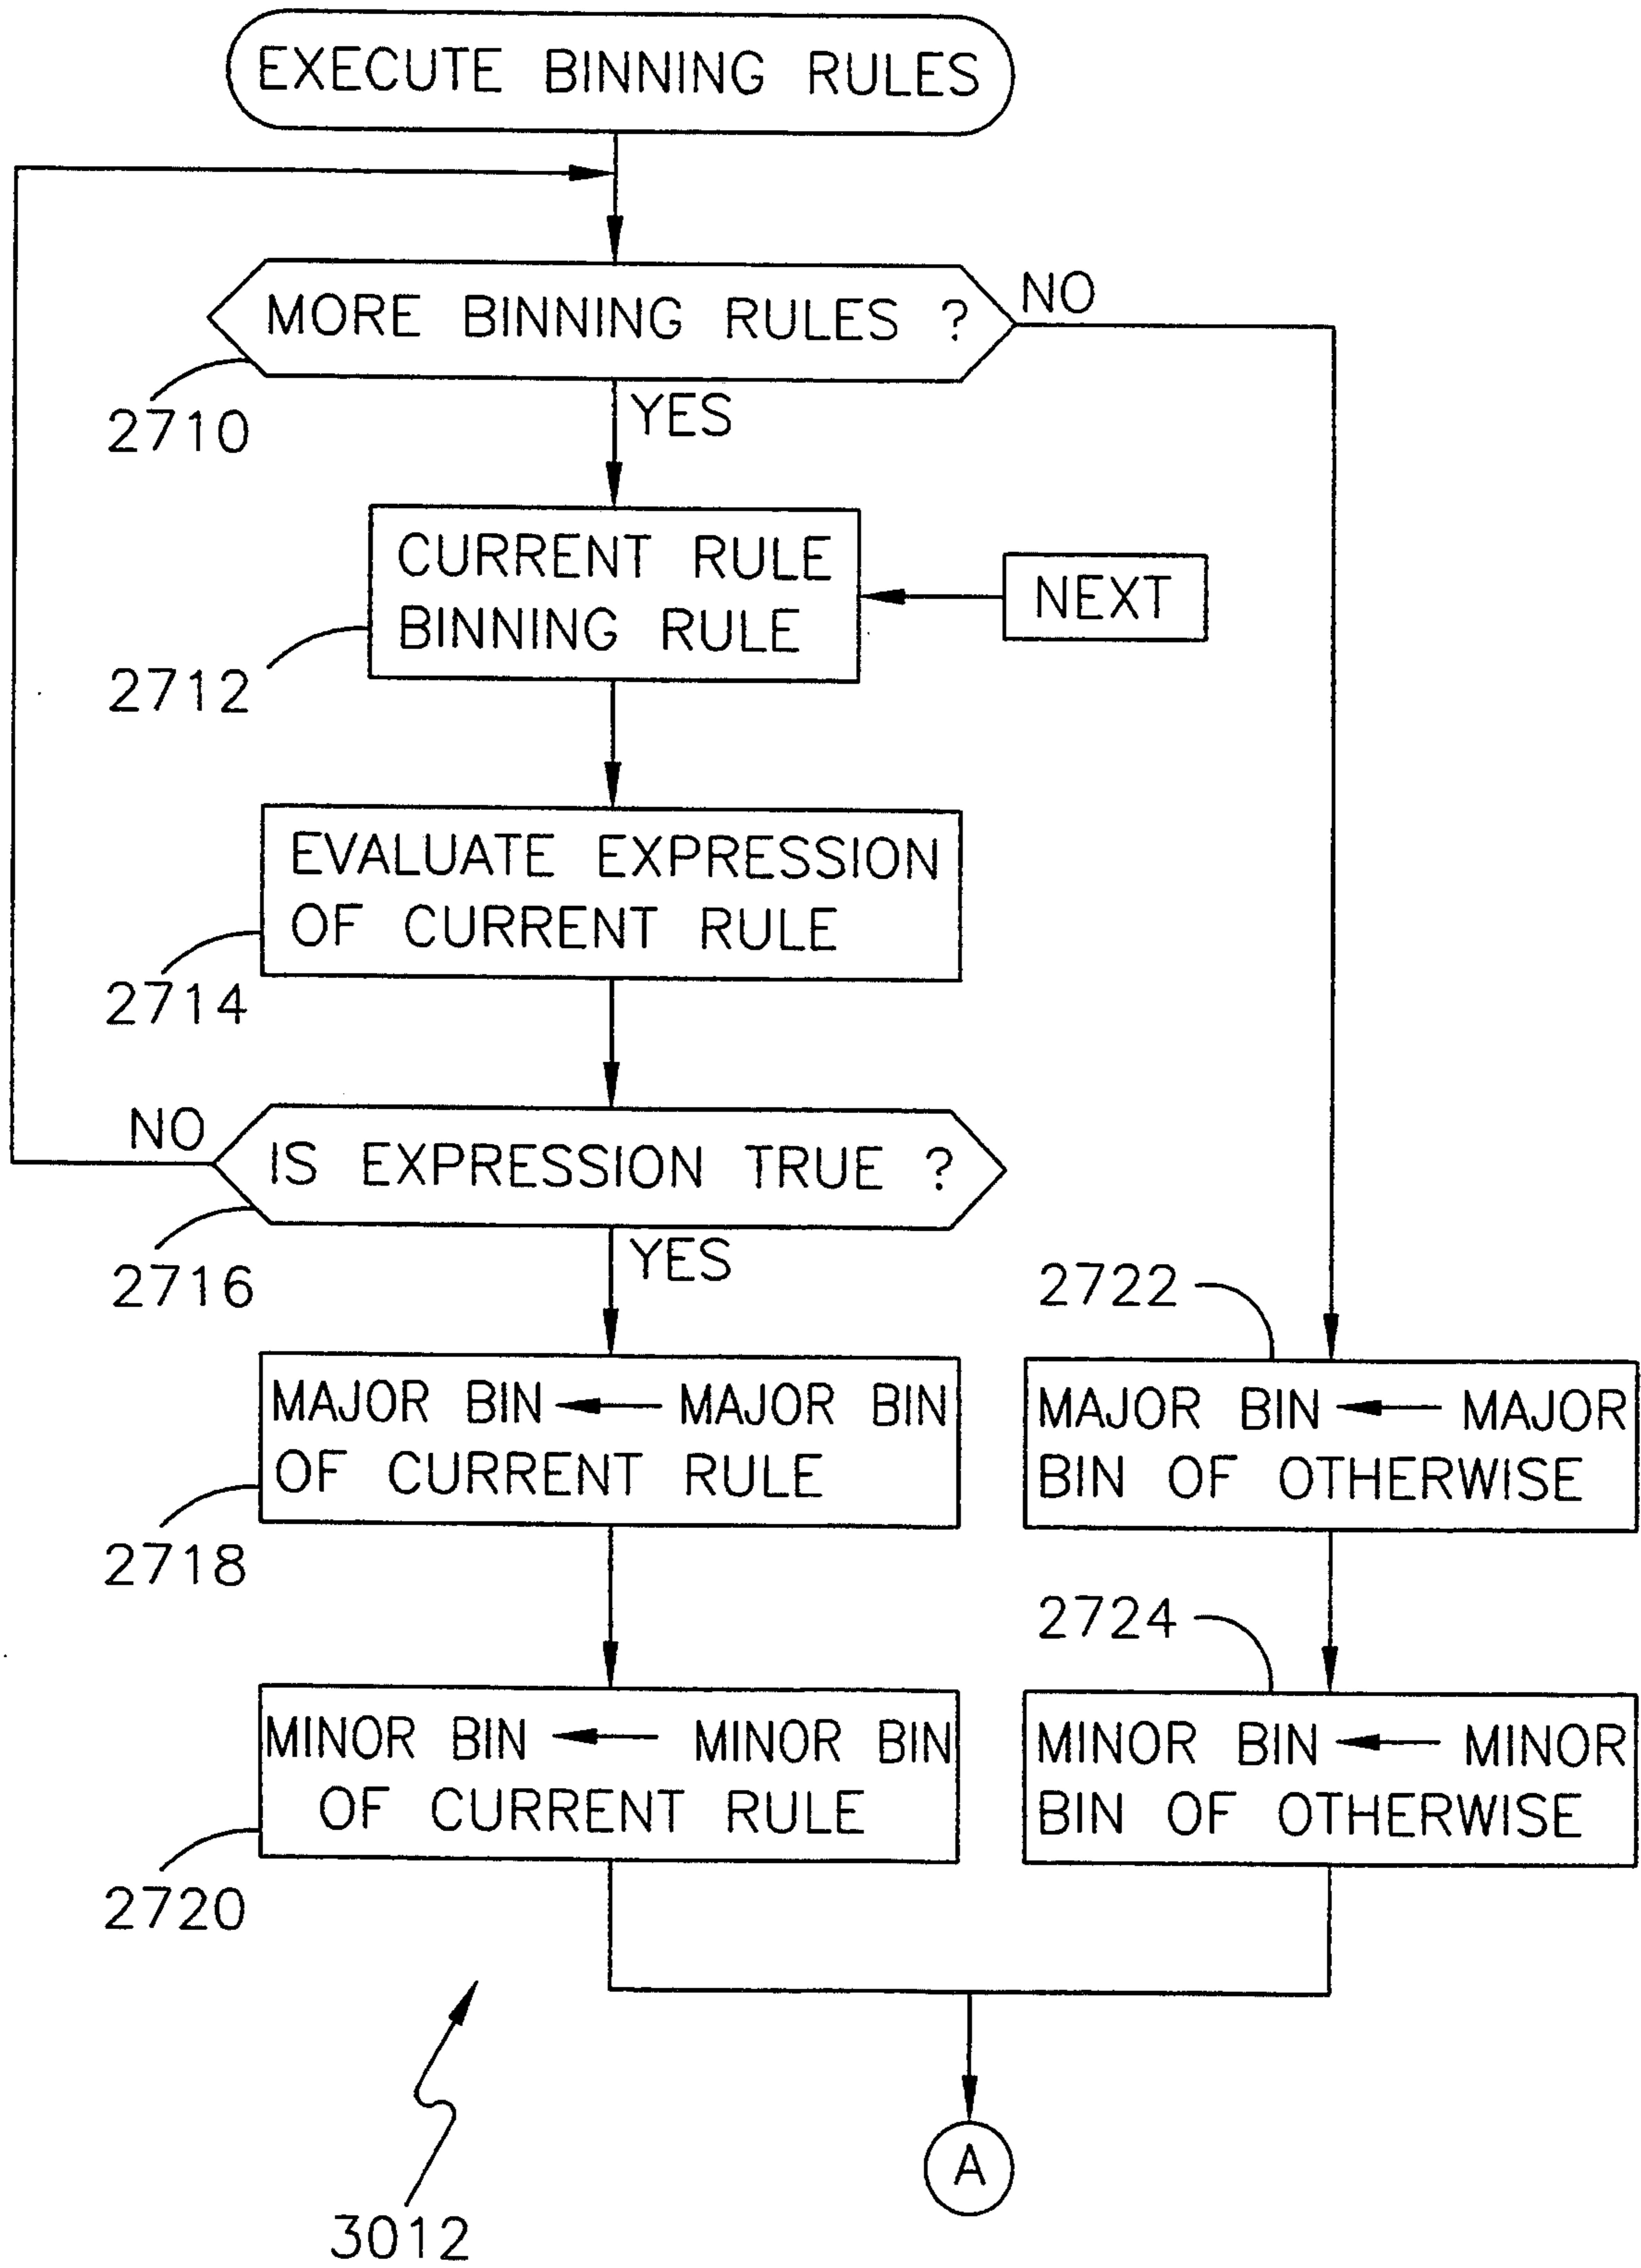 EXECUTE BINNING RULES
MORE BINNING RULES ?
NO
2710
YES
CURRENT RULE
BINNING RULE
NEXT
2712
EVALUATE EXPRESSION
OF CURRENT RULE
2714
NO
IS EXPRESSION TRUE ?
2716
YES
2722
MAJOR BIN ← MAJOR BIN
OF CURRENT RULE
2718
MAJOR BIN ← MAJOR
BIN OF OTHERWISE
2724
MINOR BIN ← MINOR BIN
OF CURRENT RULE
2720
MINOR BIN ← MINOR
BIN OF OTHERWISE
A
3012